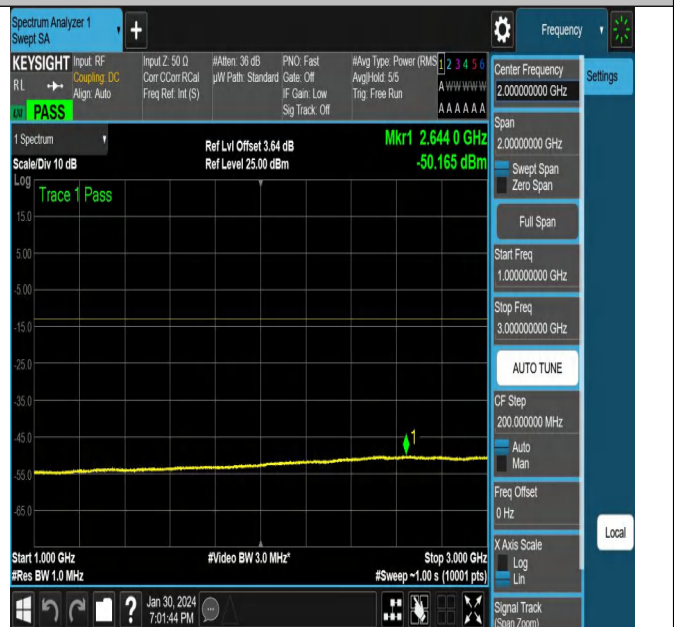 Spectrum Analyzer 1
Swept SA
+
Frequency
KEYSIGHT
RL
Input: RF
Coupling: DC
Align: Auto
Input Z: 50 Ω
Corr CCorr RCal
Freq Ref: Int (S)
#Atten: 36 dB
µW Path: Standard
PNO: Fast
Gate: Off
IF Gain: Low
Sig Track: Off
#Avg Type: Power (RMS
Avg|Hold: 5/5
Trig: Free Run
1 2 3 4 5 6
A W W W W W
A A A A A A
PASS
1 Spectrum
Scale/Div 10 dB
Ref Lvl Offset 3.64 dB
Ref Level 25.00 dBm
Mkr1 2.644 0 GHz
-50.165 dBm
Log
Trace 1 Pass
15.0
5.00
-5.00
-15.0
-25.0
-35.0
-45.0
-55.0
-65.0
1
Start 1.000 GHz
#Res BW 1.0 MHz
#Video BW 3.0 MHz*
Stop 3.000 GHz
#Sweep ~1.00 s (10001 pts)
Center Frequency
2.000000000 GHz
Settings
Span
2.00000000 GHz
Swept Span
Zero Span
Full Span
Start Freq
1.000000000 GHz
Stop Freq
3.000000000 GHz
AUTO TUNE
CF Step
200.000000 MHz
Auto
Man
Freq Offset
0 Hz
X Axis Scale
Log
Lin
Local
Signal Track
(Span Zoom)
?
Jan 30, 2024
7:01:44 PM